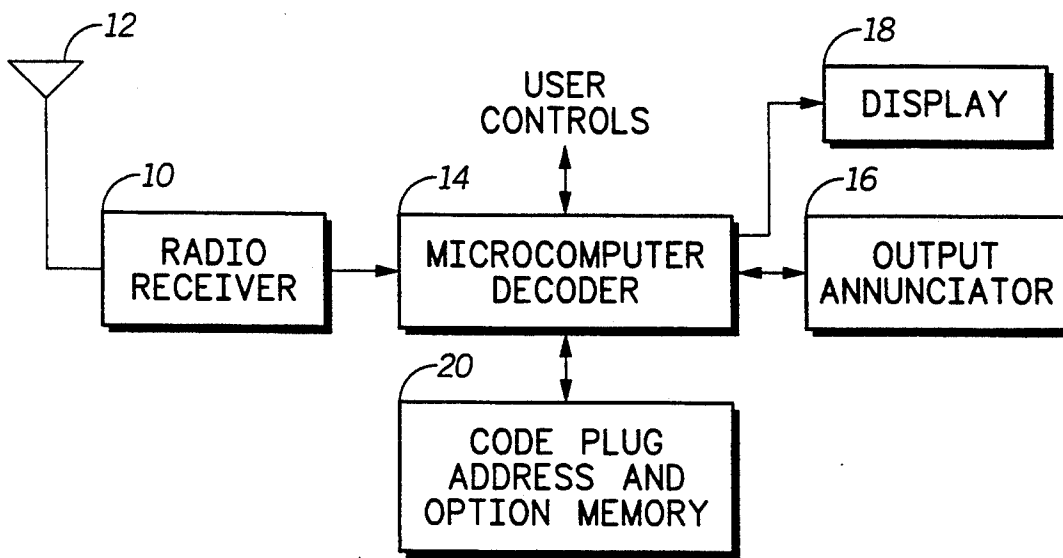 12
18
USER
CONTROLS
DISPLAY
10
14
16
RADIO
RECEIVER
MICROCOMPUTER
DECODER
OUTPUT
ANNUNCIATOR
20
CODE PLUG
ADDRESS AND
OPTION MEMORY